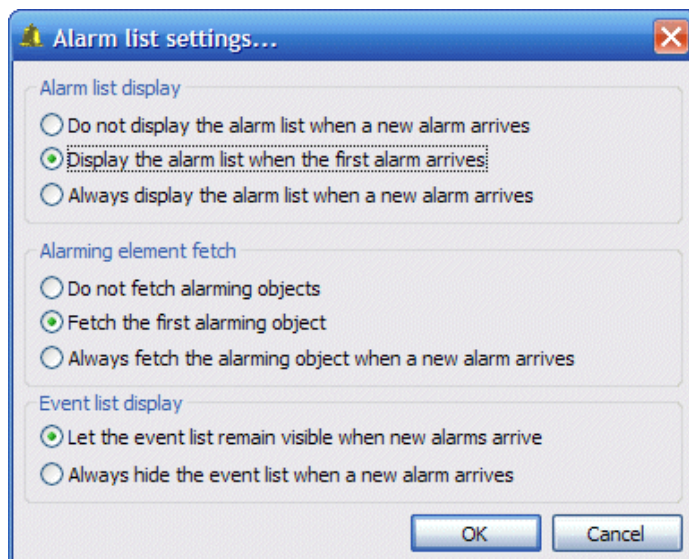 Alarm list settings...
Alarm list display
Do not display the alarm list when a new alarm arrives
Display the alarm list when the first alarm arrives
Always display the alarm list when a new alarm arrives
Alarming element fetch
Do not fetch alarming objects
Fetch the first alarming object
Always fetch the alarming object when a new alarm arrives
Event list display
Let the event list remain visible when new alarms arrive
Always hide the event list when a new alarm arrives
OK Cancel